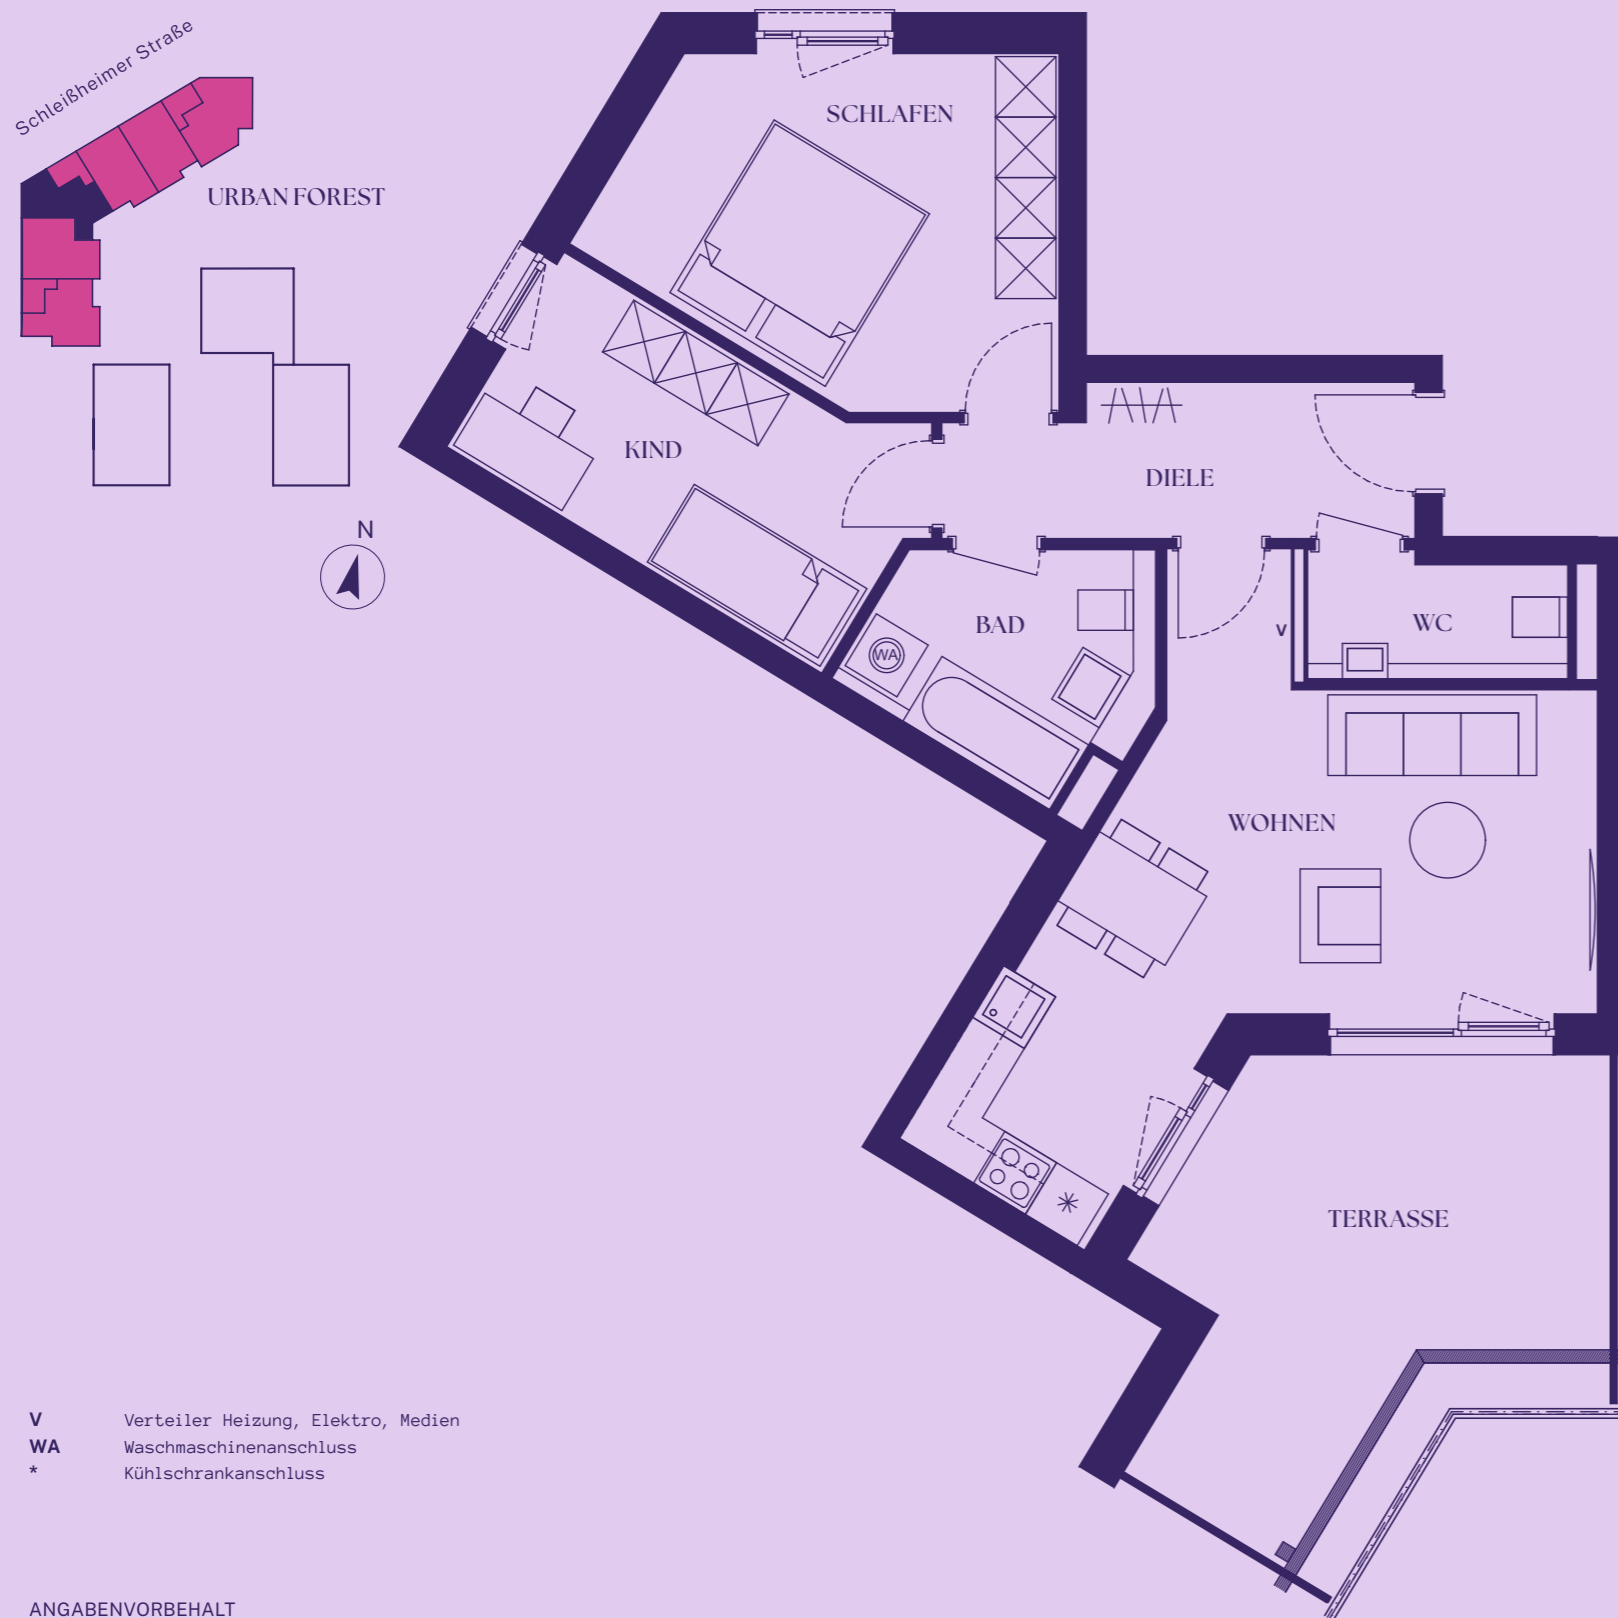 Schleißheimer Straße
URBAN FOREST
N
SCHLAFEN
KIND
DIELE
BAD
WA
V
WC
WOHNEN
*
TERRASSE
V Verteiler Heizung, Elektro, Medien
WA Waschmaschinenanschluss
* Kühlschrankanschluss
ANGABENVORBEHALT